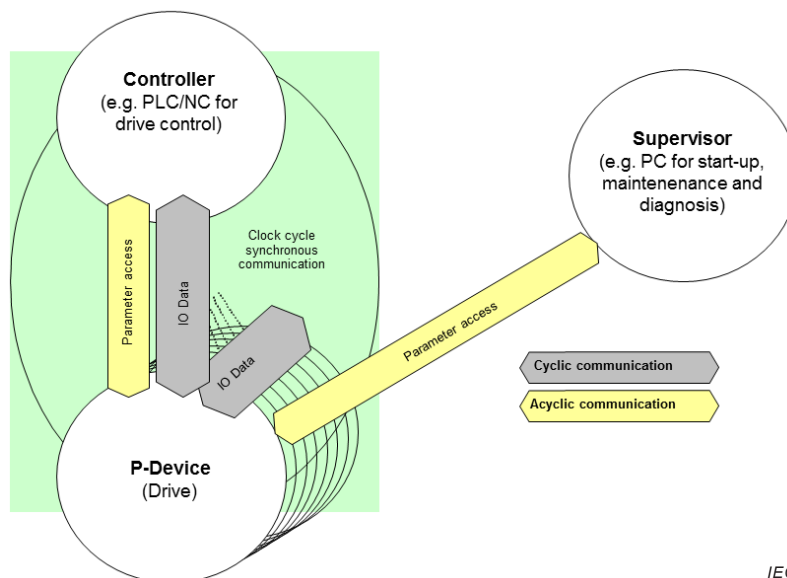 Controller
(e.g. PLC/NC for
drive control)
Supervisor
(e.g. PC for start-up,
maintenenance and
diagnosis)
Clock cycle
synchronous
communication
Parameter access
IO Data
IO Data
Parameter access
Cyclic communication
Acyclic communication
P-Device
(Drive)